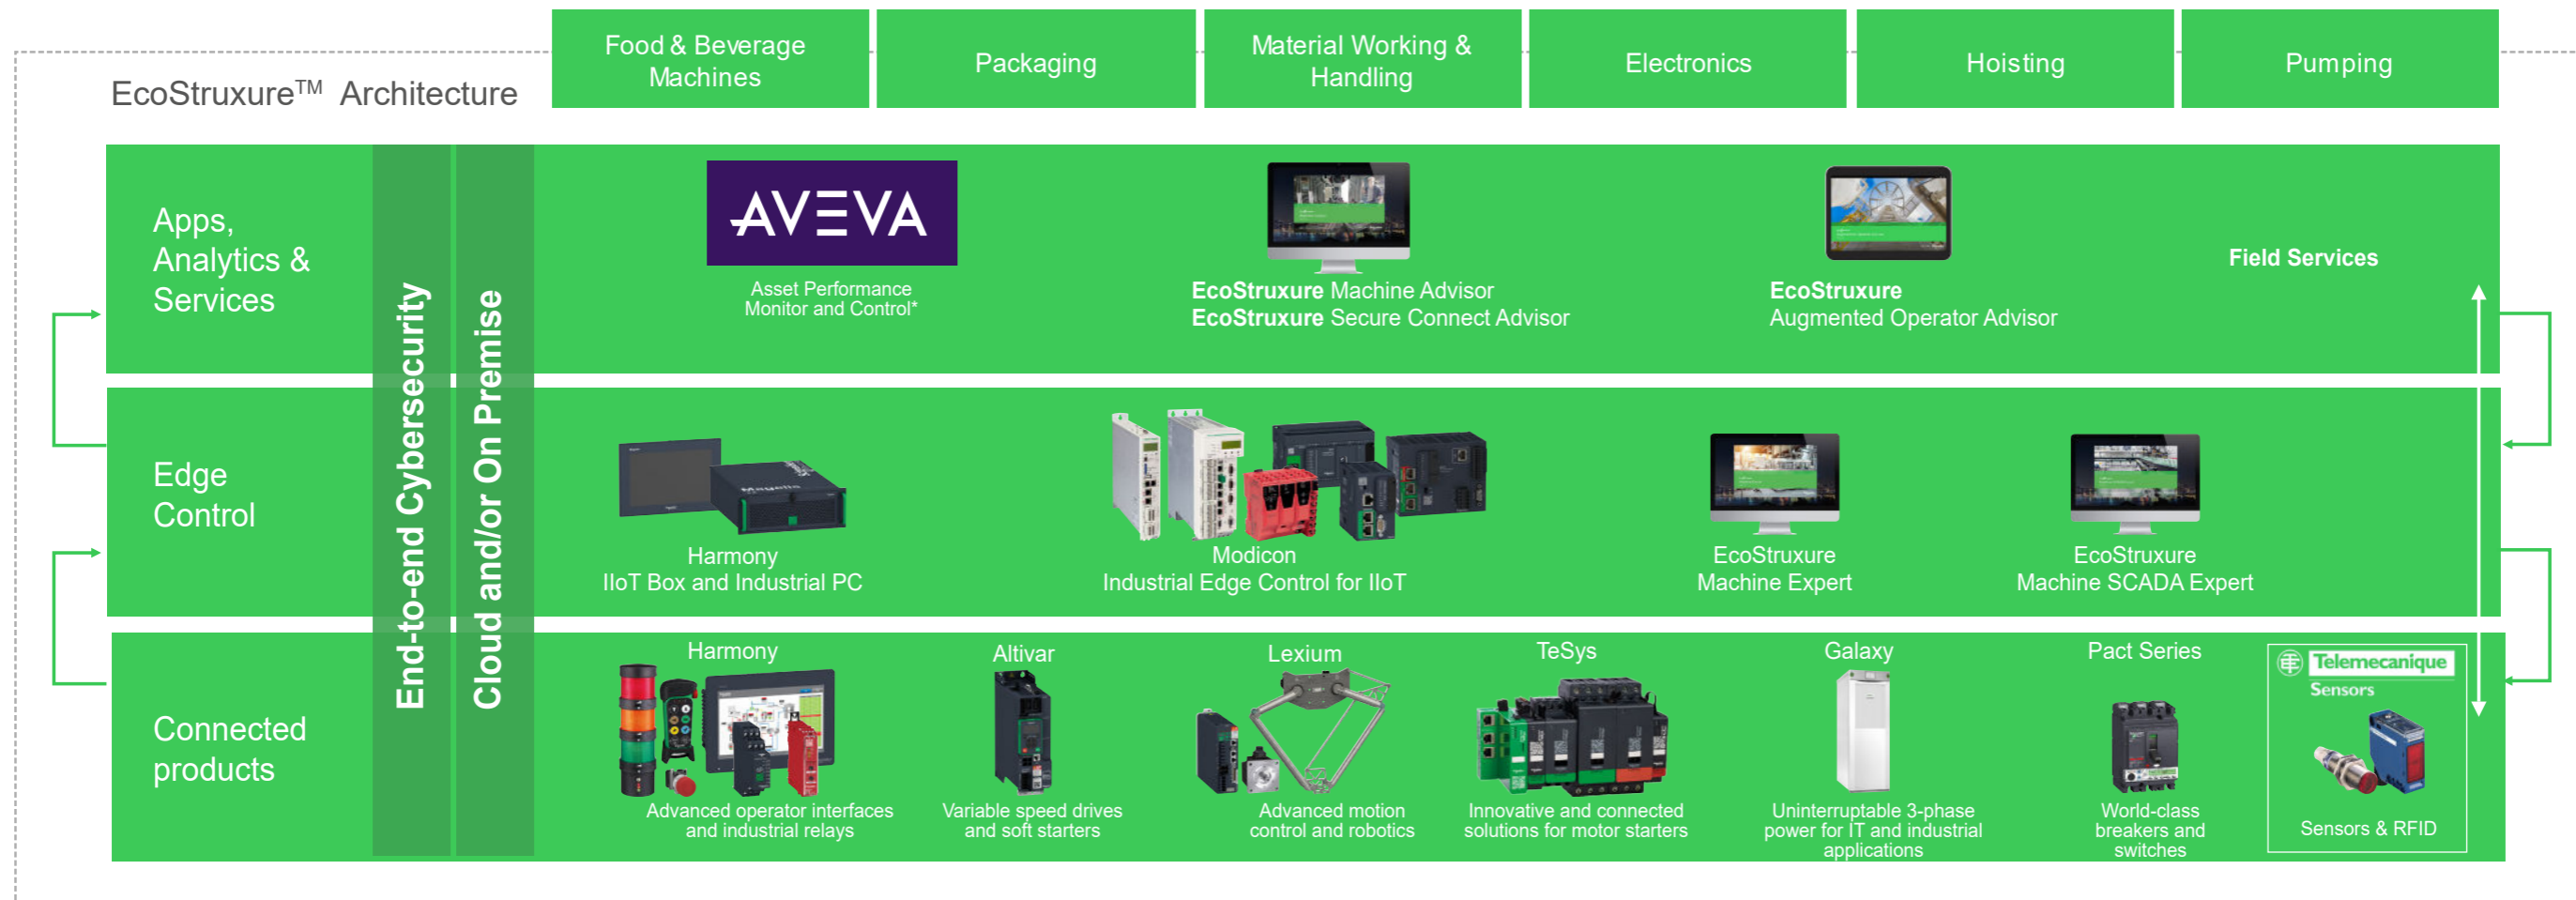 Food & Beverage
Machines
Packaging
Material Working &
Handling
Electronics
Hoisting
Pumping
EcoStruxure™ Architecture
Apps,
Analytics &
Services
End-to-end Cybersecurity
Cloud and/or On Premise
AVEVA
Asset Performance
Monitor and Control*
EcoStruxure Machine Advisor
EcoStruxure Secure Connect Advisor
EcoStruxure
Augmented Operator Advisor
Field Services
Edge
Control
Magelis
Harmony
IIoT Box and Industrial PC
Modicon
Industrial Edge Control for IIoT
EcoStruxure
Machine Expert
EcoStruxure
Machine SCADA Expert
Connected
products
Harmony
Advanced operator interfaces
and industrial relays
Altivar
Variable speed drives
and soft starters
Lexium
Advanced motion
control and robotics
TeSys
Innovative and connected
solutions for motor starters
Galaxy
Uninterruptable 3-phase
power for IT and industrial
applications
Pact Series
World-class
breakers and
switches
Telemecanique
Sensors
Sensors & RFID